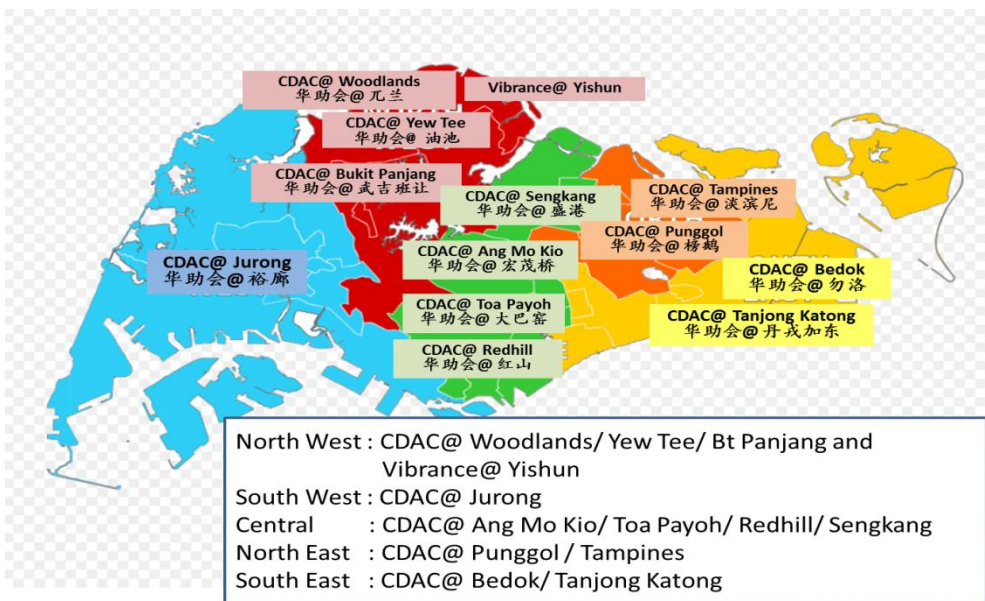 CDAC@ Woodlands
华助会@ 兀兰
Vibrance@ Yishun
CDAC@ Yew Tee
华助会@ 油池
CDAC@ Bukit Panjang
华助会@ 武吉班让
CDAC@ Sengkang
华助会@ 盛港
CDAC@ Tampines
华助会@ 淡滨尼
CDAC@ Punggol
华助会@ 榜鹅
CDAC@ Ang Mo Kio
华助会@ 宏茂桥
CDAC@ Jurong
华助会@ 裕廊
CDAC@ Bedok
华助会@ 勿洛
CDAC@ Toa Payoh
华助会@ 大巴窑
CDAC@ Tanjong Katong
华助会@ 丹戎加东
CDAC@ Redhill
华助会@ 红山
North West : CDAC@ Woodlands/ Yew Tee/ Bt Panjang and
Vibrance@ Yishun
South West : CDAC@ Jurong
Central : CDAC@ Ang Mo Kio/ Toa Payoh/ Redhill/ Sengkang
North East : CDAC@ Punggol / Tampines
South East : CDAC@ Bedok/ Tanjong Katong